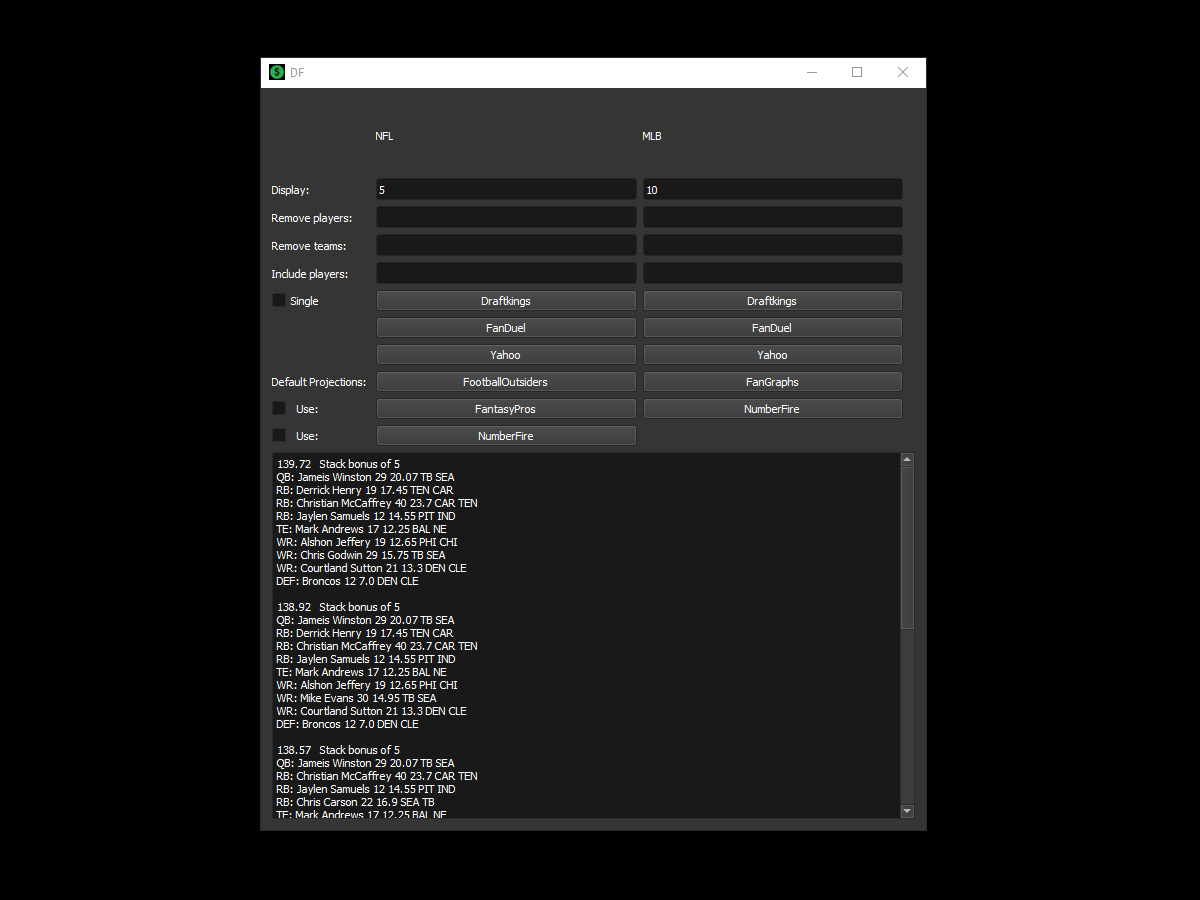 DF
NFL MLB
Display: 5 10
Remove players:
Remove teams:
Include players:
Single Draftkings Draftkings
FanDuel FanDuel
Yahoo Yahoo
Default Projections: FootballOutsiders FanGraphs
Use: FantasyPros NumberFire
Use: NumberFire
139.72 Stack bonus of 5
QB: Jameis Winston 29 20.07 TB SEA
RB: Derrick Henry 19 17.45 TEN CAR
RB: Christian McCaffrey 40 23.7 CAR TEN
RB: Jaylen Samuels 12 14.55 PIT IND
TE: Mark Andrews 17 12.25 BAL NE
WR: Alshon Jeffery 19 12.65 PHI CHI
WR: Chris Godwin 29 15.75 TB SEA
WR: Courtland Sutton 21 13.3 DEN CLE
DEF: Broncos 12 7.0 DEN CLE
138.92 Stack bonus of 5
QB: Jameis Winston 29 20.07 TB SEA
RB: Derrick Henry 19 17.45 TEN CAR
RB: Christian McCaffrey 40 23.7 CAR TEN
RB: Jaylen Samuels 12 14.55 PIT IND
TE: Mark Andrews 17 12.25 BAL NE
WR: Alshon Jeffery 19 12.65 PHI CHI
WR: Mike Evans 30 14.95 TB SEA
WR: Courtland Sutton 21 13.3 DEN CLE
DEF: Broncos 12 7.0 DEN CLE
138.57 Stack bonus of 5
QB: Jameis Winston 29 20.07 TB SEA
RB: Christian McCaffrey 40 23.7 CAR TEN
RB: Jaylen Samuels 12 14.55 PIT IND
RB: Chris Carson 22 16.9 SEA TB
TE: Mark Andrews 17 12.25 BAL NE